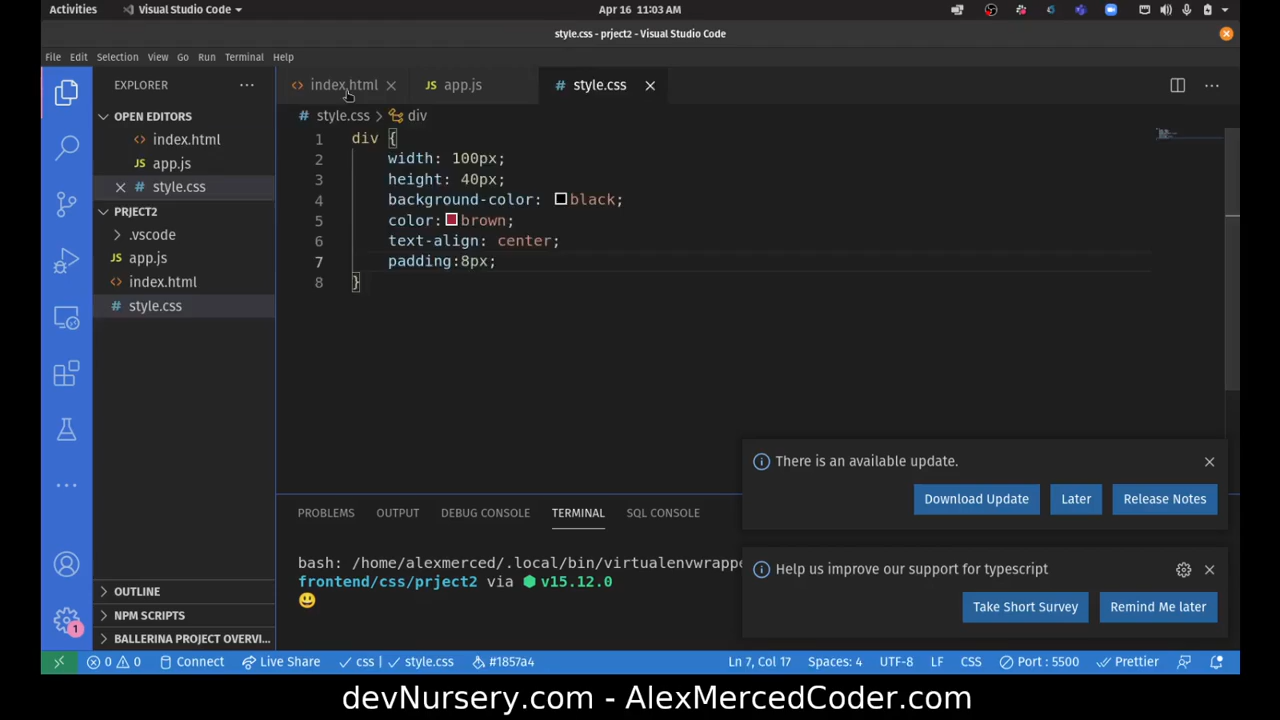 Activities
Visual Studio Code
Apr 16 11:03 AM
style.css - prject2 - Visual Studio Code
File Edit Selection View Go Run Terminal Help
EXPLORER
OPEN EDITORS
index.html
app.js
style.css
PRJECT2
.vscode
app.js
index.html
style.css
OUTLINE
NPM SCRIPTS
BALLERINA PROJECT OVERVI...
1
index.html
app.js
style.css
style.css > div
1 div {
2 width: 100px;
3 height: 40px;
4 background-color: black;
5 color: brown;
6 text-align: center;
7 padding:8px;
8 }
PROBLEMS OUTPUT DEBUG CONSOLE TERMINAL SQL CONSOLE
bash: /home/alexmerced/.local/bin/virtualenvwrappe
frontend/css/prject2 via v15.12.0
There is an available update.
Download Update Later Release Notes
Help us improve our support for typescript
Take Short Survey Remind Me later
0 0 Connect Live Share css | style.css #1857a4 Ln 7, Col 17 Spaces: 4 UTF-8 LF CSS Port : 5500 Prettier
devNursery.com - AlexMercedCoder.com